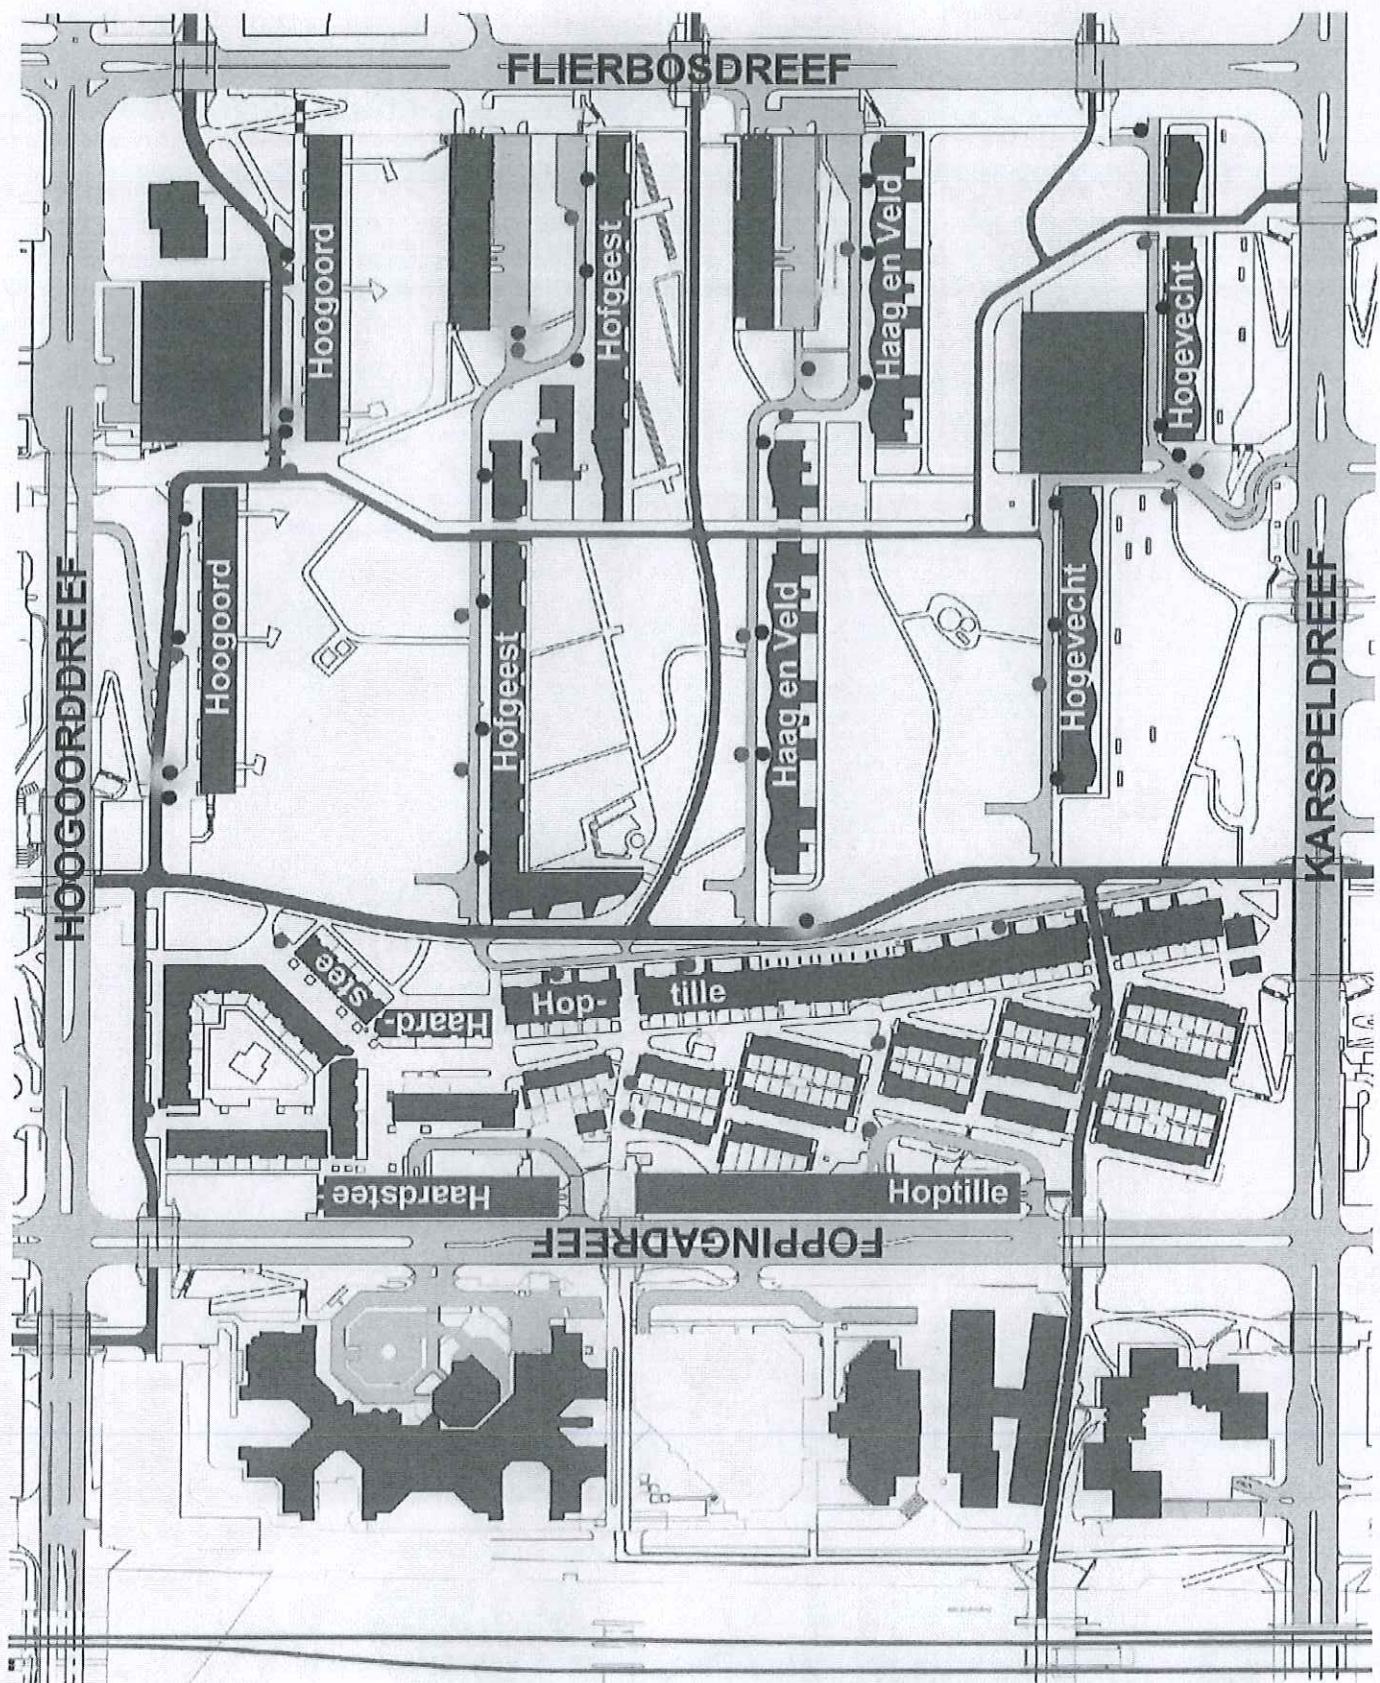 FLIERBOSDREEF
Hoogoord
Hofgeest
Haag en Veld
Hogevecht
HOOGOORDDREEF
Hoogoord
Hofgeest
Haag en Veld
Hogevecht
KARSPELDREEF
Haard-
stee
Hop-
tille
Haardstee
Hoptille
FOPPINGADREEF